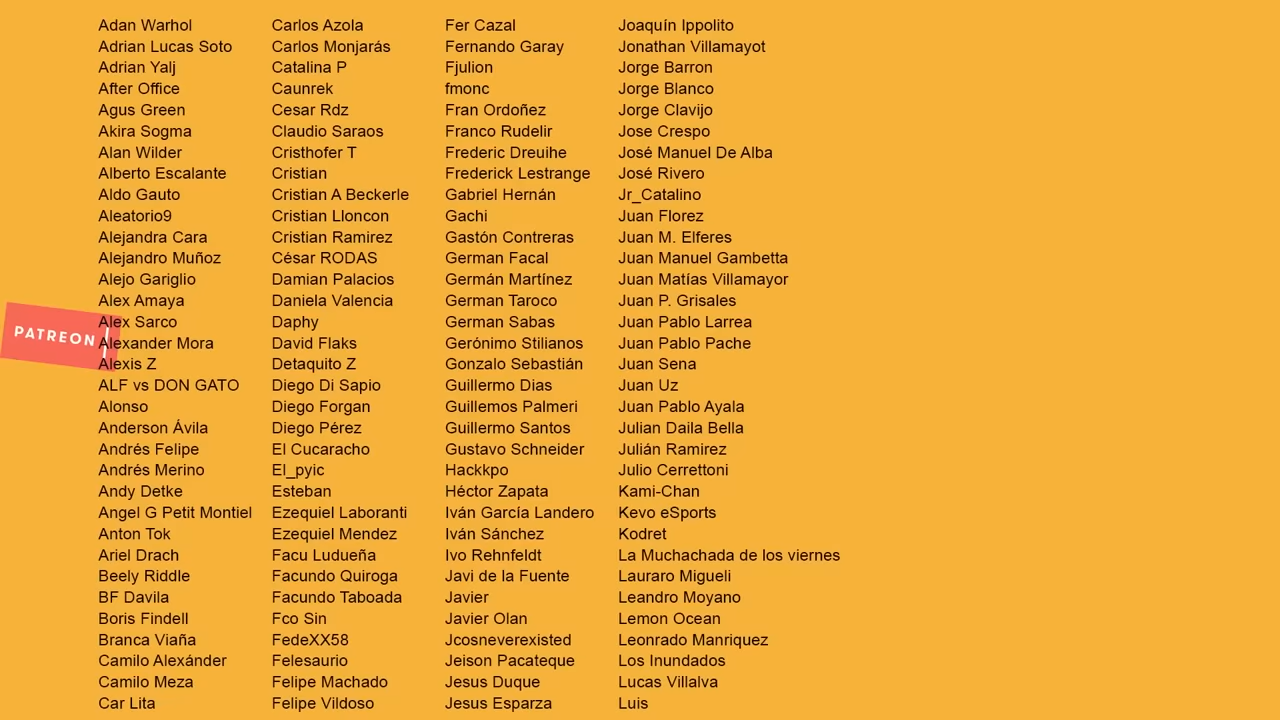 Adan Warhol
Adrian Lucas Soto
Adrian Yalj
After Office
Agus Green
Akira Sogma
Alan Wilder
Alberto Escalante
Aldo Gauto
Aleatorio9
Alejandra Cara
Alejandro Muñoz
Alejo Gariglio
Alex Amaya
Alex Sarco
Alexander Mora
Alexis Z
ALF vs DON GATO
Alonso
Anderson Ávila
Andrés Felipe
Andrés Merino
Andy Detke
Angel G Petit Montiel
Anton Tok
Ariel Drach
Beely Riddle
BF Davila
Boris Findell
Branca Viaña
Camilo Alexánder
Camilo Meza
Car Lita
Carlos Azola
Carlos Monjarás
Catalina P
Caunrek
Cesar Rdz
Claudio Saraos
Cristhofer T
Cristian
Cristian A Beckerle
Cristian Lloncon
Cristian Ramirez
César RODAS
Damian Palacios
Daniela Valencia
Daphy
David Flaks
Detaquito Z
Diego Di Sapio
Diego Forgan
Diego Pérez
El Cucaracho
El_pyic
Esteban
Ezequiel Laboranti
Ezequiel Mendez
Facu Ludueña
Facundo Quiroga
Facundo Taboada
Fco Sin
FedeXX58
Felesaurio
Felipe Machado
Felipe Vildoso
Fer Cazal
Fernando Garay
Fjulion
fmonc
Fran Ordoñez
Franco Rudelir
Frederic Dreuihe
Frederick Lestrange
Gabriel Hernán
Gachi
Gastón Contreras
German Facal
Germán Martínez
German Taroco
German Sabas
Gerónimo Stilianos
Gonzalo Sebastián
Guillermo Dias
Guillemos Palmeri
Guillermo Santos
Gustavo Schneider
Hackkpo
Héctor Zapata
Iván García Landero
Iván Sánchez
Ivo Rehnfeldt
Javi de la Fuente
Javier
Javier Olan
Jcosneverexisted
Jeison Pacateque
Jesus Duque
Jesus Esparza
Joaquín Ippolito
Jonathan Villamayot
Jorge Barron
Jorge Blanco
Jorge Clavijo
Jose Crespo
José Manuel De Alba
José Rivero
Jr_Catalino
Juan Florez
Juan M. Elferes
Juan Manuel Gambetta
Juan Matías Villamayor
Juan P. Grisales
Juan Pablo Larrea
Juan Pablo Pache
Juan Sena
Juan Uz
Juan Pablo Ayala
Julian Daila Bella
Julián Ramirez
Julio Cerrettoni
Kami-Chan
Kevo eSports
Kodret
La Muchachada de los viernes
Lauraro Migueli
Leandro Moyano
Lemon Ocean
Leonrado Manriquez
Los Inundados
Lucas Villalva
Luis
PATREON